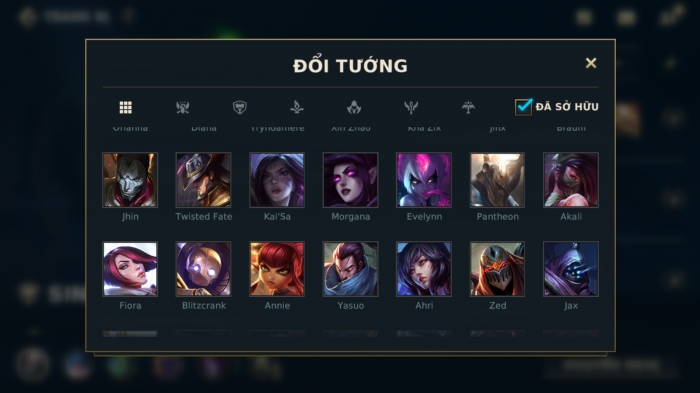 ĐỔI TƯỚNG
ĐÃ SỞ HỮU
Orianna Diana Tryndamere Xin Zhao Kha'Zix Jinx Braum
Jhin Twisted Fate Kai'Sa Morgana Evelynn Pantheon Akali
Fiora Blitzcrank Annie Yasuo Ahri Zed Jax